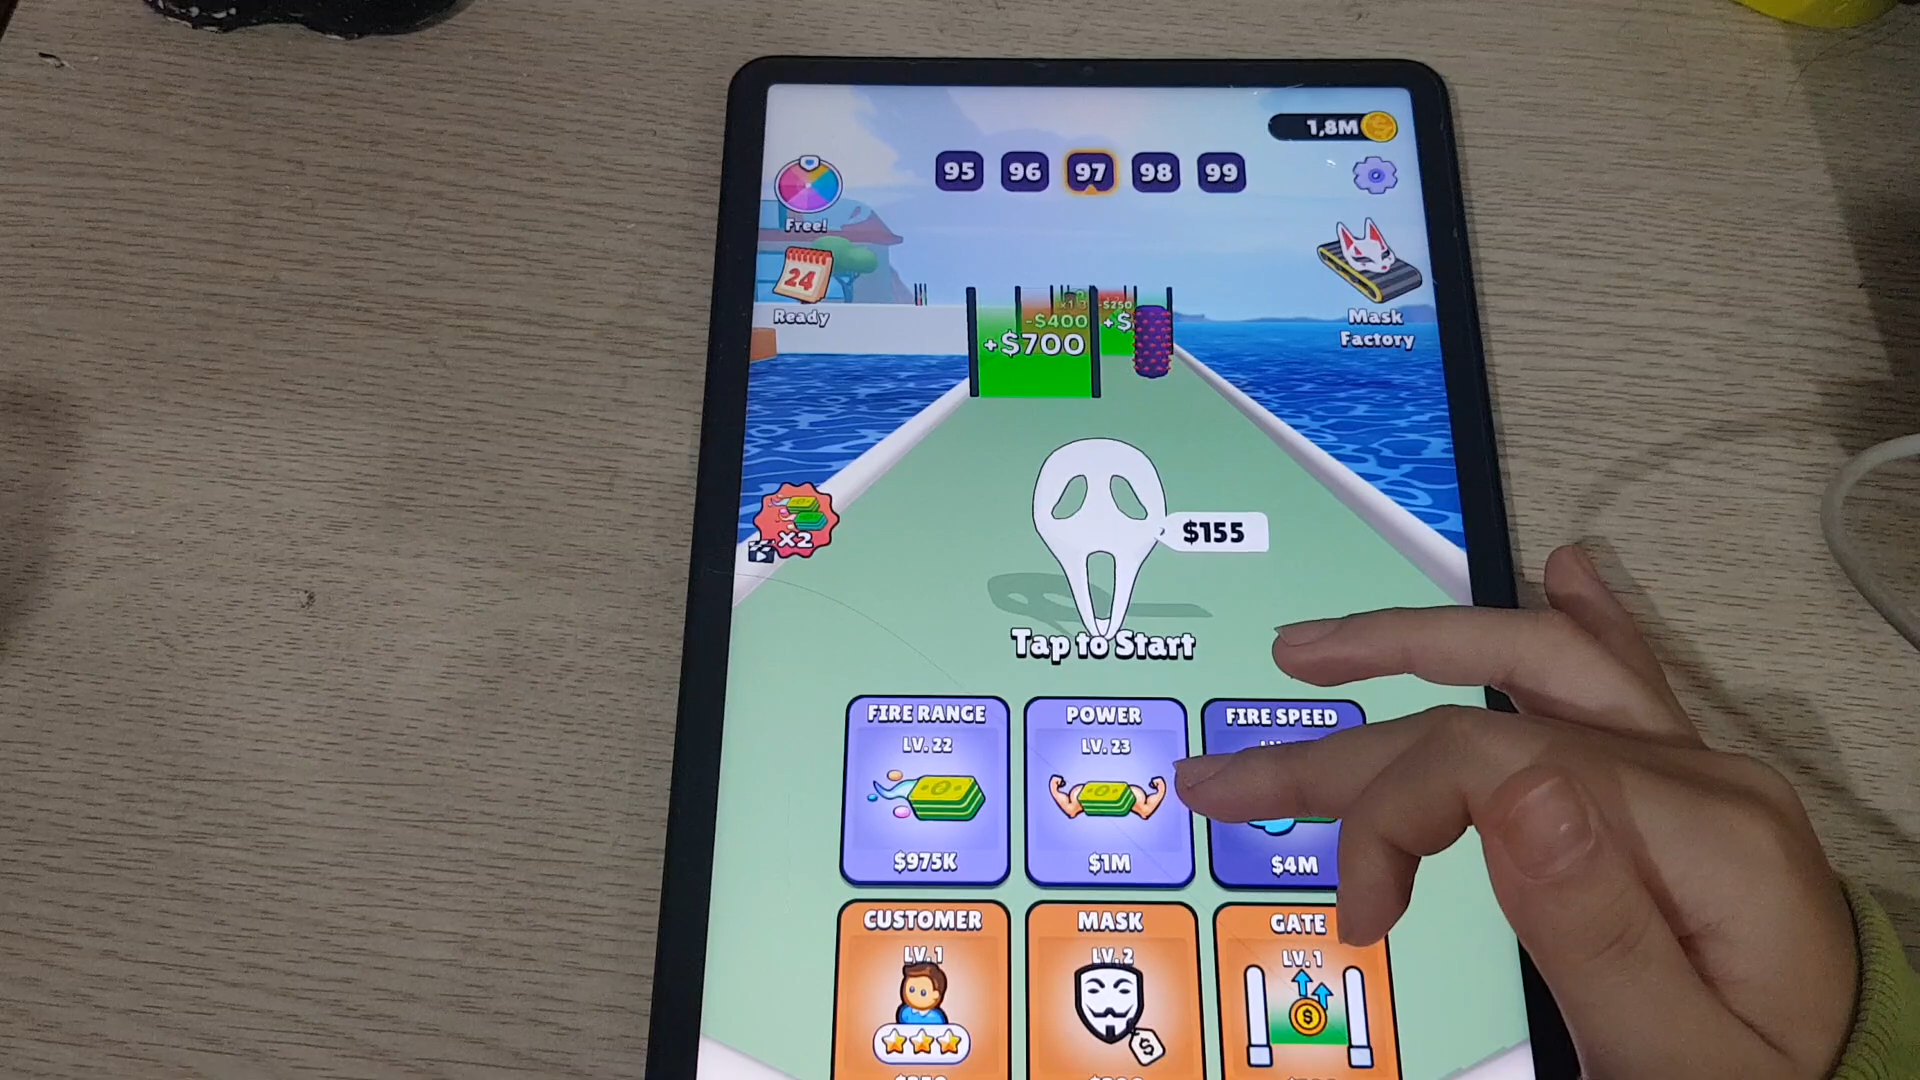 1,8M
95 96 97 98 99
Free!
24
Ready
Mask
Factory
-$250
-$400
+$
+$700
$155
X2
Tap to Start
FIRE RANGE
LV. 22
$975K
POWER
LV. 23
$1M
FIRE SPEED
$4M
CUSTOMER
LV. 1
MASK
LV. 2
GATE
LV. 1